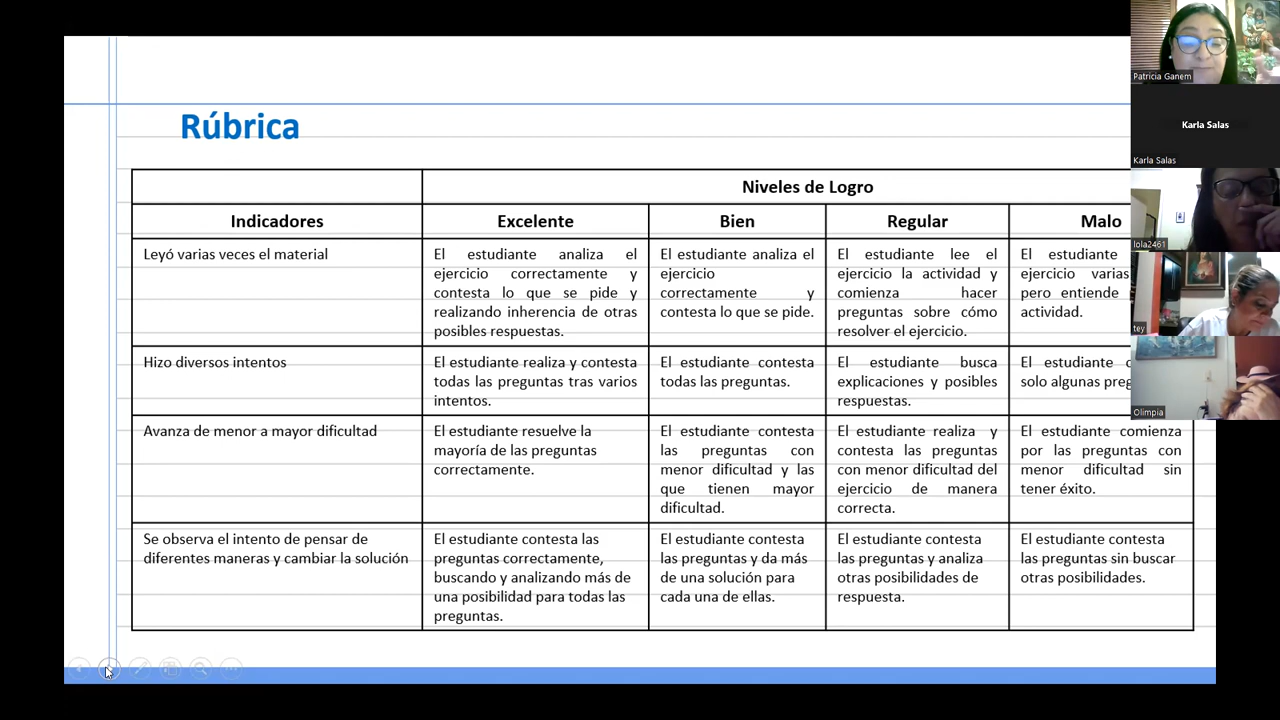 Rúbrica
Niveles de Logro
Indicadores
Excelente
Bien
Regular
Malo
Leyó varias veces el material
El estudiante analiza el
ejercicio correctamente y
contesta lo que se pide y
realizando inherencia de otras
posibles respuestas.
El estudiante analiza el
ejercicio
correctamente y
contesta lo que se pide.
El estudiante lee el
ejercicio la actividad y
comienza hacer
preguntas sobre cómo
resolver el ejercicio.
El estudiante
ejercicio varias
pero entiende
actividad.
Hizo diversos intentos
El estudiante realiza y contesta
todas las preguntas tras varios
intentos.
El estudiante contesta
todas las preguntas.
El estudiante busca
explicaciones y posibles
respuestas.
El estudiante
solo algunas
Avanza de menor a mayor dificultad
El estudiante resuelve la
mayoría de las preguntas
correctamente.
El estudiante contesta
las preguntas con
menor dificultad y las
que tienen mayor
dificultad.
El estudiante realiza y
contesta las preguntas
con menor dificultad del
ejercicio de manera
correcta.
El estudiante comienza
por las preguntas con
menor dificultad sin
tener éxito.
Se observa el intento de pensar de
diferentes maneras y cambiar la solución
El estudiante contesta las
preguntas correctamente,
buscando y analizando más de
una posibilidad para todas las
preguntas.
El estudiante contesta
las preguntas y da más
de una solución para
cada una de ellas.
El estudiante contesta
las preguntas y analiza
otras posibilidades de
respuesta.
El estudiante contesta
las preguntas sin buscar
otras posibilidades.
Patricia Ganem
Karla Salas
Karla Salas
lola2461
tey
Olimpia